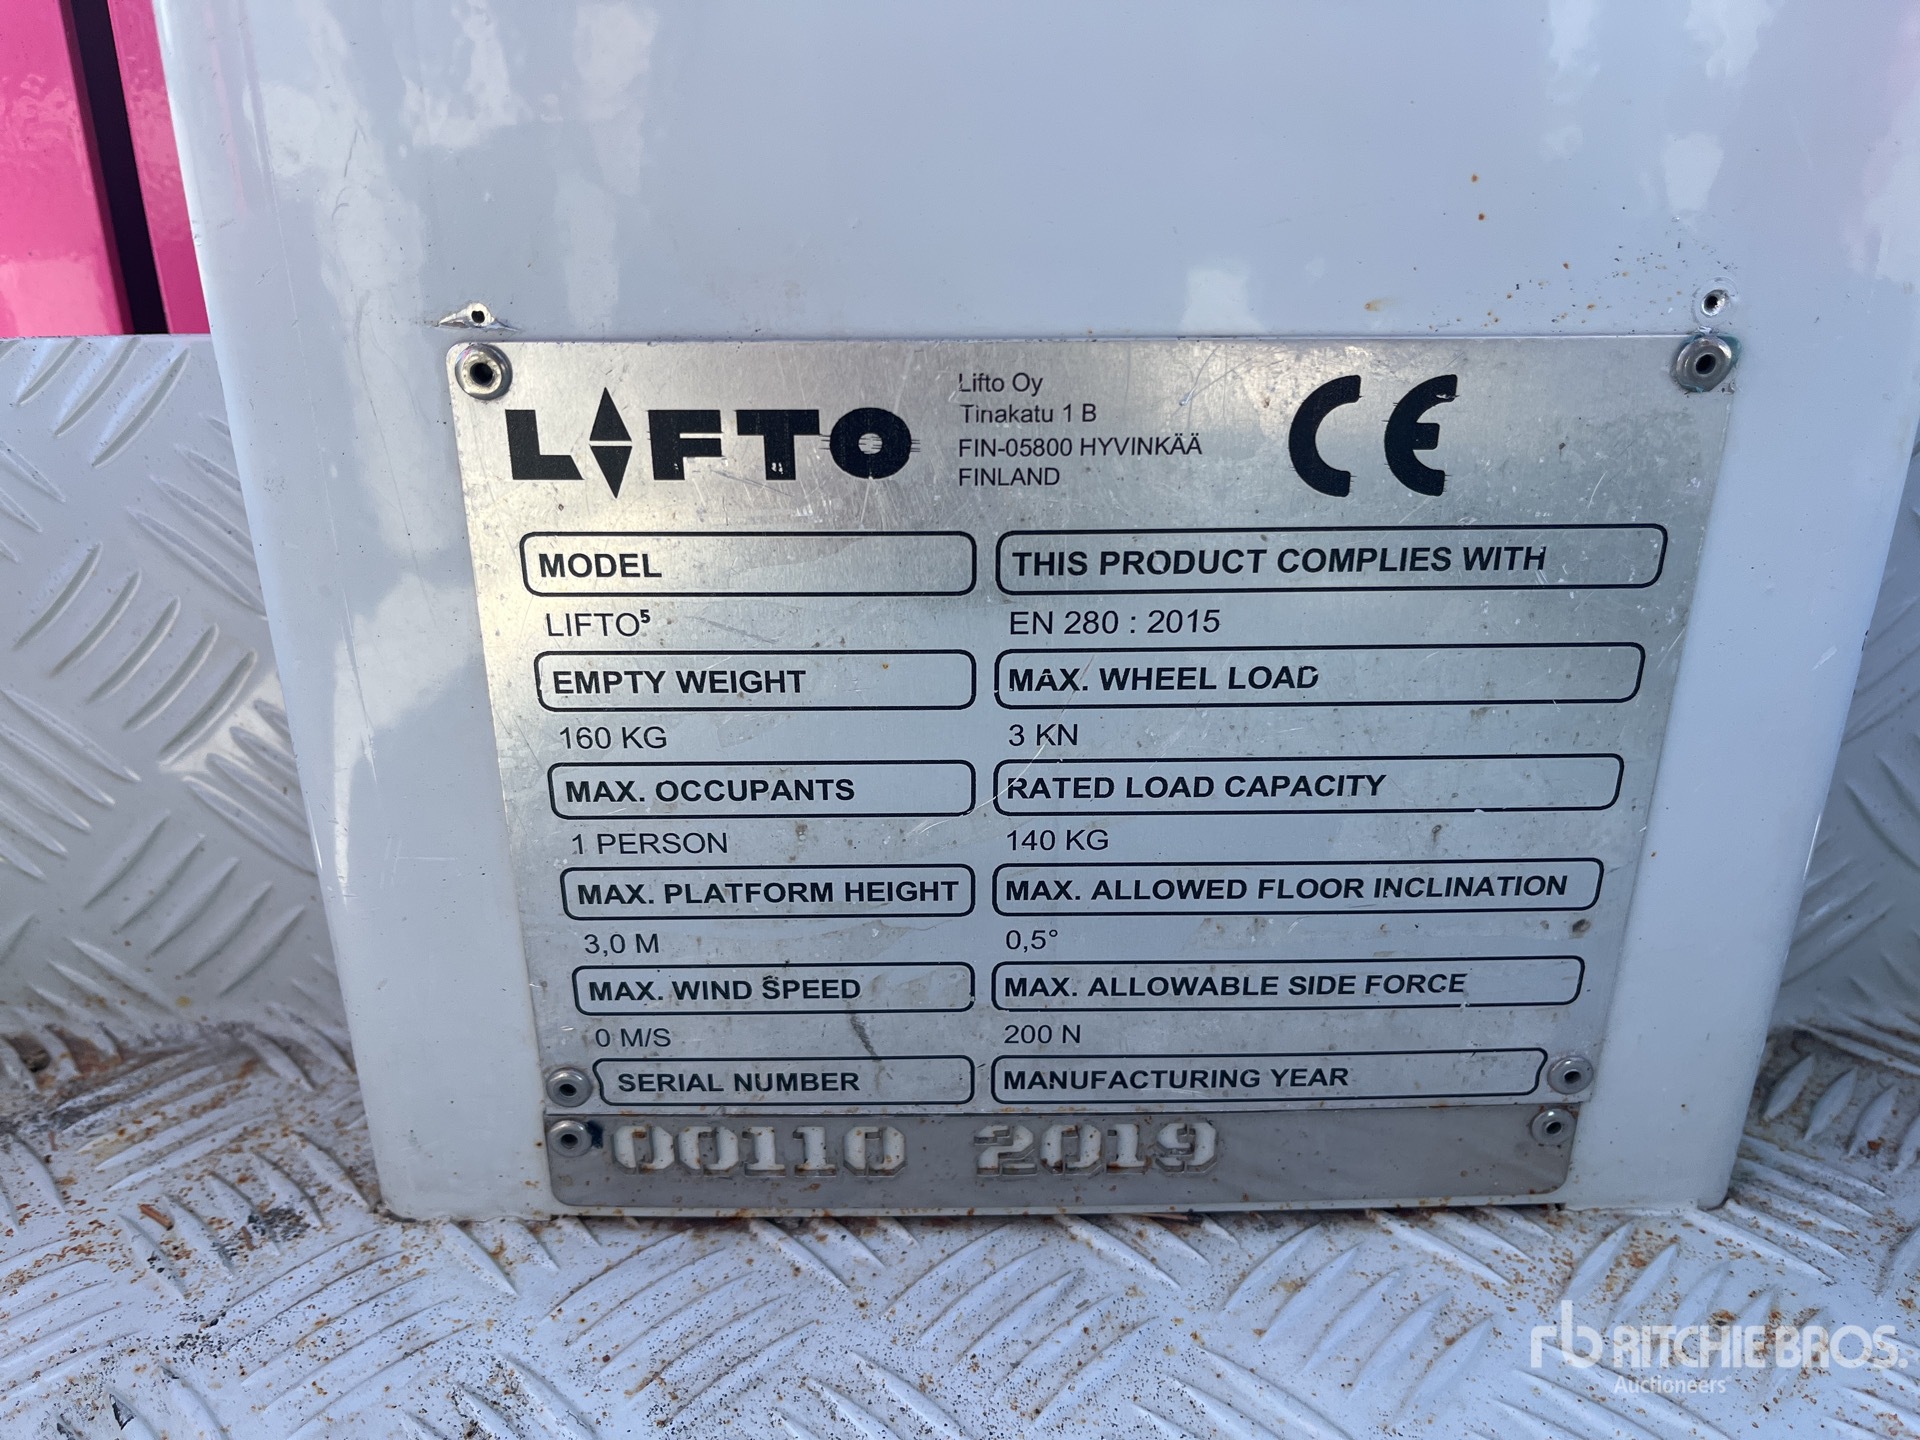 LIFTO
Lifto Oy
Tinakatu 1 B
FIN-05800 HYVINKÄÄ
FINLAND
CE
MODEL
LIFTO⁵
THIS PRODUCT COMPLIES WITH
EN 280 : 2015
EMPTY WEIGHT
160 KG
MAX. WHEEL LOAD
3 KN
MAX. OCCUPANTS
1 PERSON
RATED LOAD CAPACITY
140 KG
MAX. PLATFORM HEIGHT
3,0 M
MAX. ALLOWED FLOOR INCLINATION
0,5°
MAX. WIND SPEED
0 M/S
MAX. ALLOWABLE SIDE FORCE
200 N
SERIAL NUMBER
00110
MANUFACTURING YEAR
2019
rb RITCHIE BROS.
Auctioneers